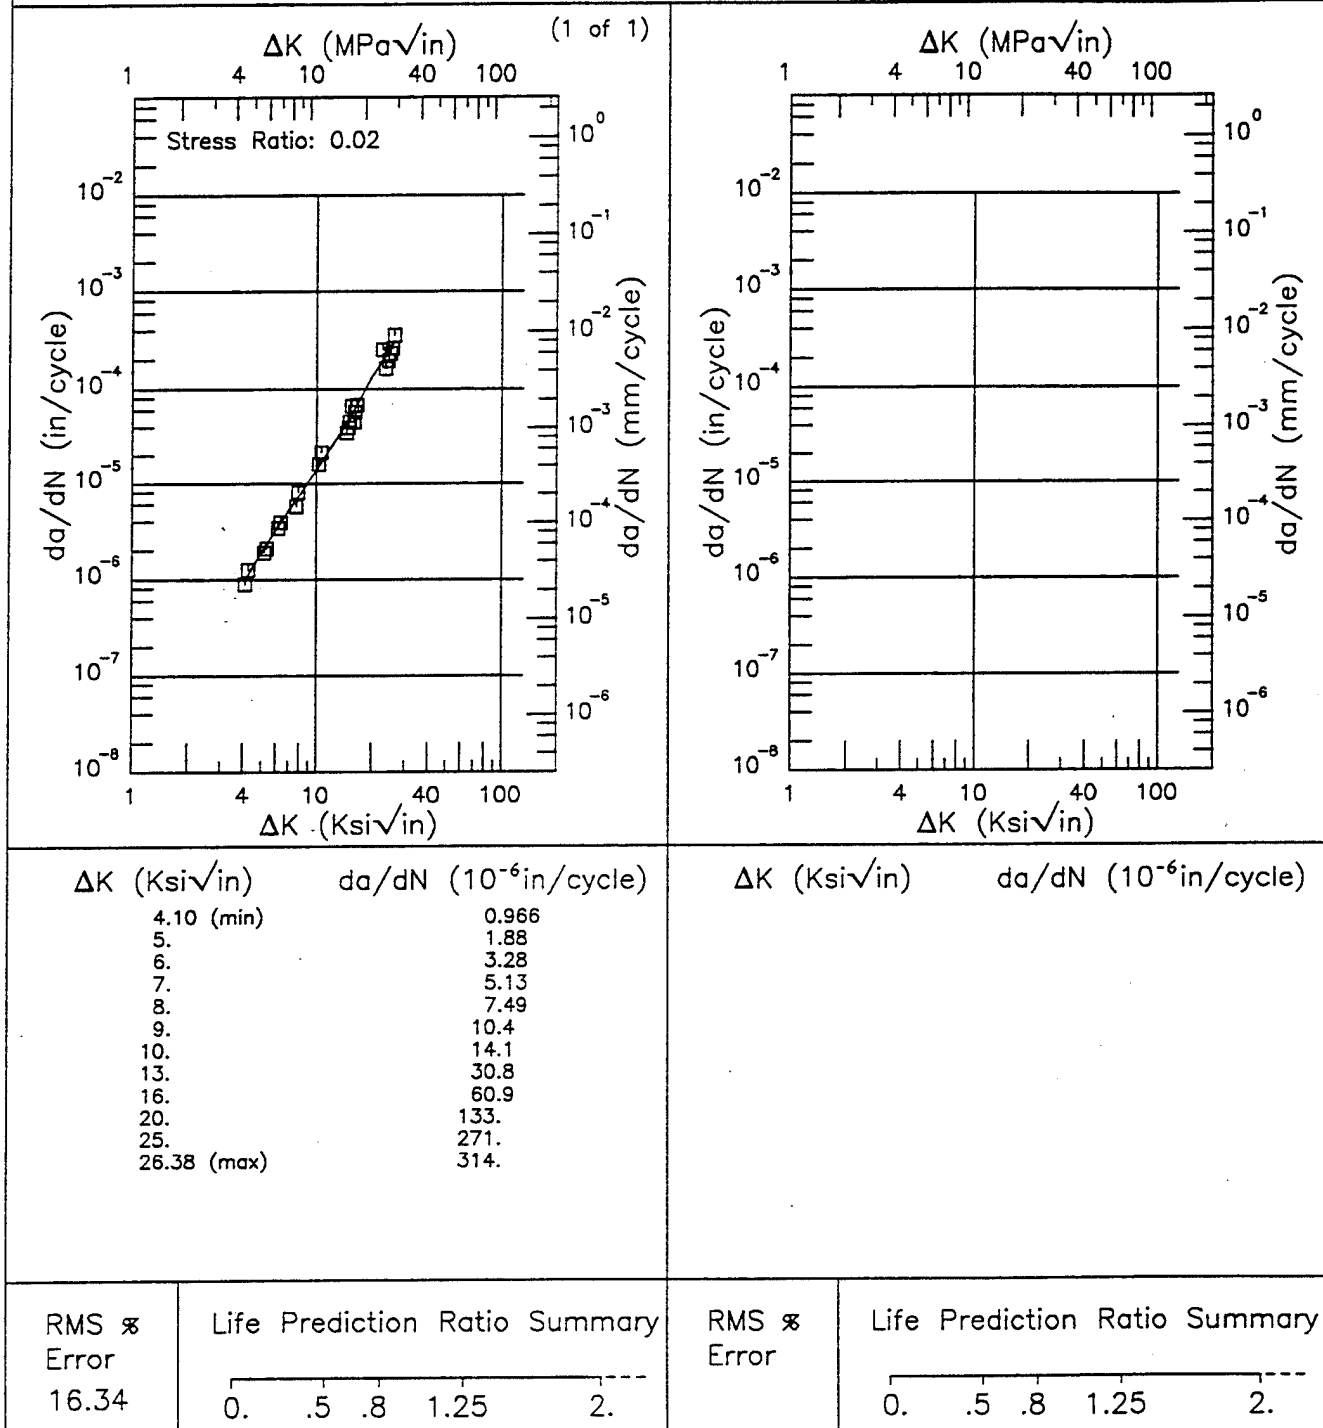 (1 of 1)
ΔK (MPa√in)
1 4 10 40 100
Stress Ratio: 0.02
10⁰
10⁻¹
10⁻²
10⁻³
10⁻⁴
10⁻⁵
10⁻⁶
da/dN (mm/cycle)
10⁻²
10⁻³
10⁻⁴
10⁻⁵
10⁻⁶
10⁻⁷
10⁻⁸
da/dN (in/cycle)
1 4 10 40 100
ΔK (Ksi√in)
ΔK (MPa√in)
1 4 10 40 100
10⁰
10⁻¹
10⁻²
10⁻³
10⁻⁴
10⁻⁵
10⁻⁶
da/dN (mm/cycle)
10⁻²
10⁻³
10⁻⁴
10⁻⁵
10⁻⁶
10⁻⁷
10⁻⁸
da/dN (in/cycle)
1 4 10 40 100
ΔK (Ksi√in)
ΔK (Ksi√in) da/dN (10⁻⁶in/cycle)
4.10 (min) 0.966
5. 1.88
6. 3.28
7. 5.13
8. 7.49
9. 10.4
10. 14.1
13. 30.8
16. 60.9
20. 133.
25. 271.
26.38 (max) 314.
ΔK (Ksi√in) da/dN (10⁻⁶in/cycle)
RMS %
Error
16.34
Life Prediction Ratio Summary
0. .5 .8 1.25 2.
RMS %
Error
Life Prediction Ratio Summary
0. .5 .8 1.25 2.